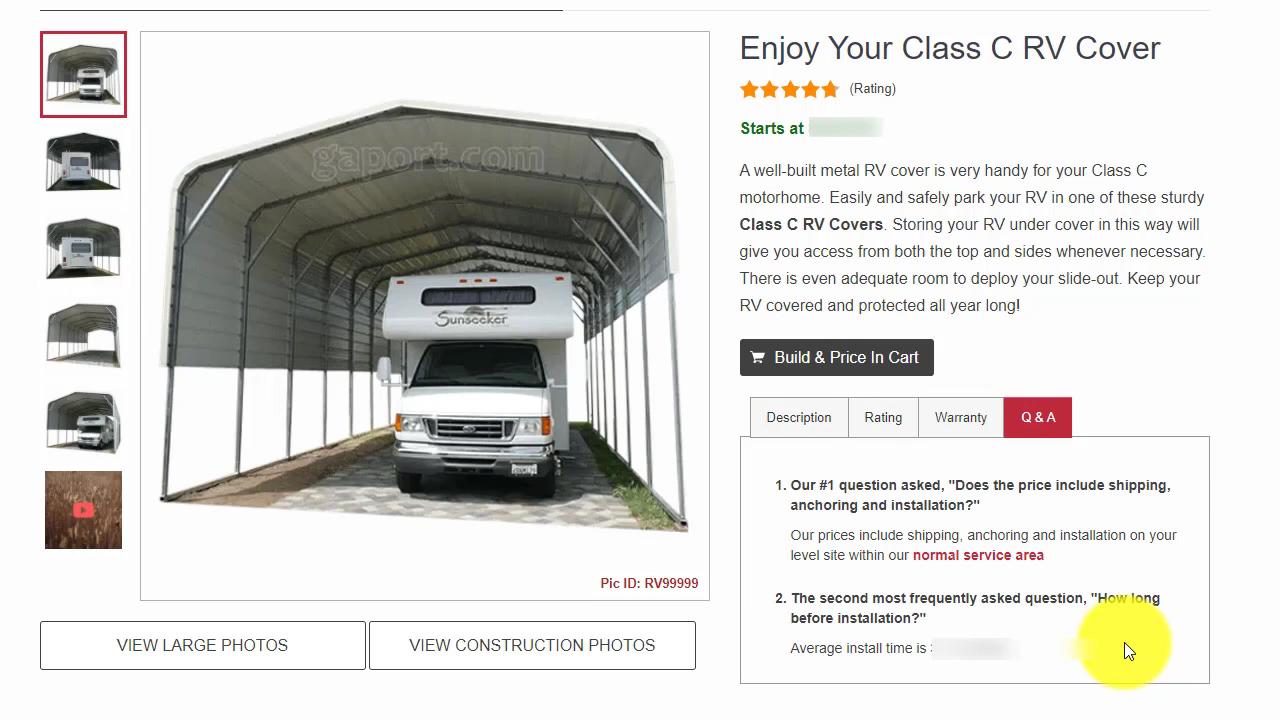 Enjoy Your Class C RV Cover
(Rating)
Starts at
A well-built metal RV cover is very handy for your Class C
motorhome. Easily and safely park your RV in one of these sturdy
Class C RV Covers. Storing your RV under cover in this way will
give you access from both the top and sides whenever necessary.
There is even adequate room to deploy your slide-out. Keep your
RV covered and protected all year long!
Build & Price In Cart
Description
Rating
Warranty
Q & A
1. Our #1 question asked, "Does the price include shipping,
anchoring and installation?"
Our prices include shipping, anchoring and installation on your
level site within our normal service area
2. The second most frequently asked question, "How long
before installation?"
Average install time is
gaport.com
Sunseeker
Pic ID: RV99999
VIEW LARGE PHOTOS
VIEW CONSTRUCTION PHOTOS